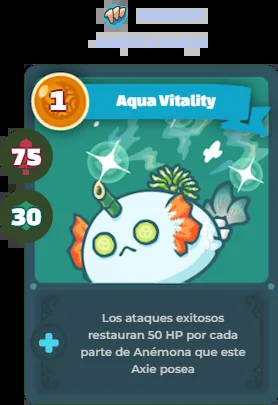 1
Aqua Vitality
75
30
Los ataques exitosos
restauran 50 HP por cada
parte de Anémona que este
Axie posea